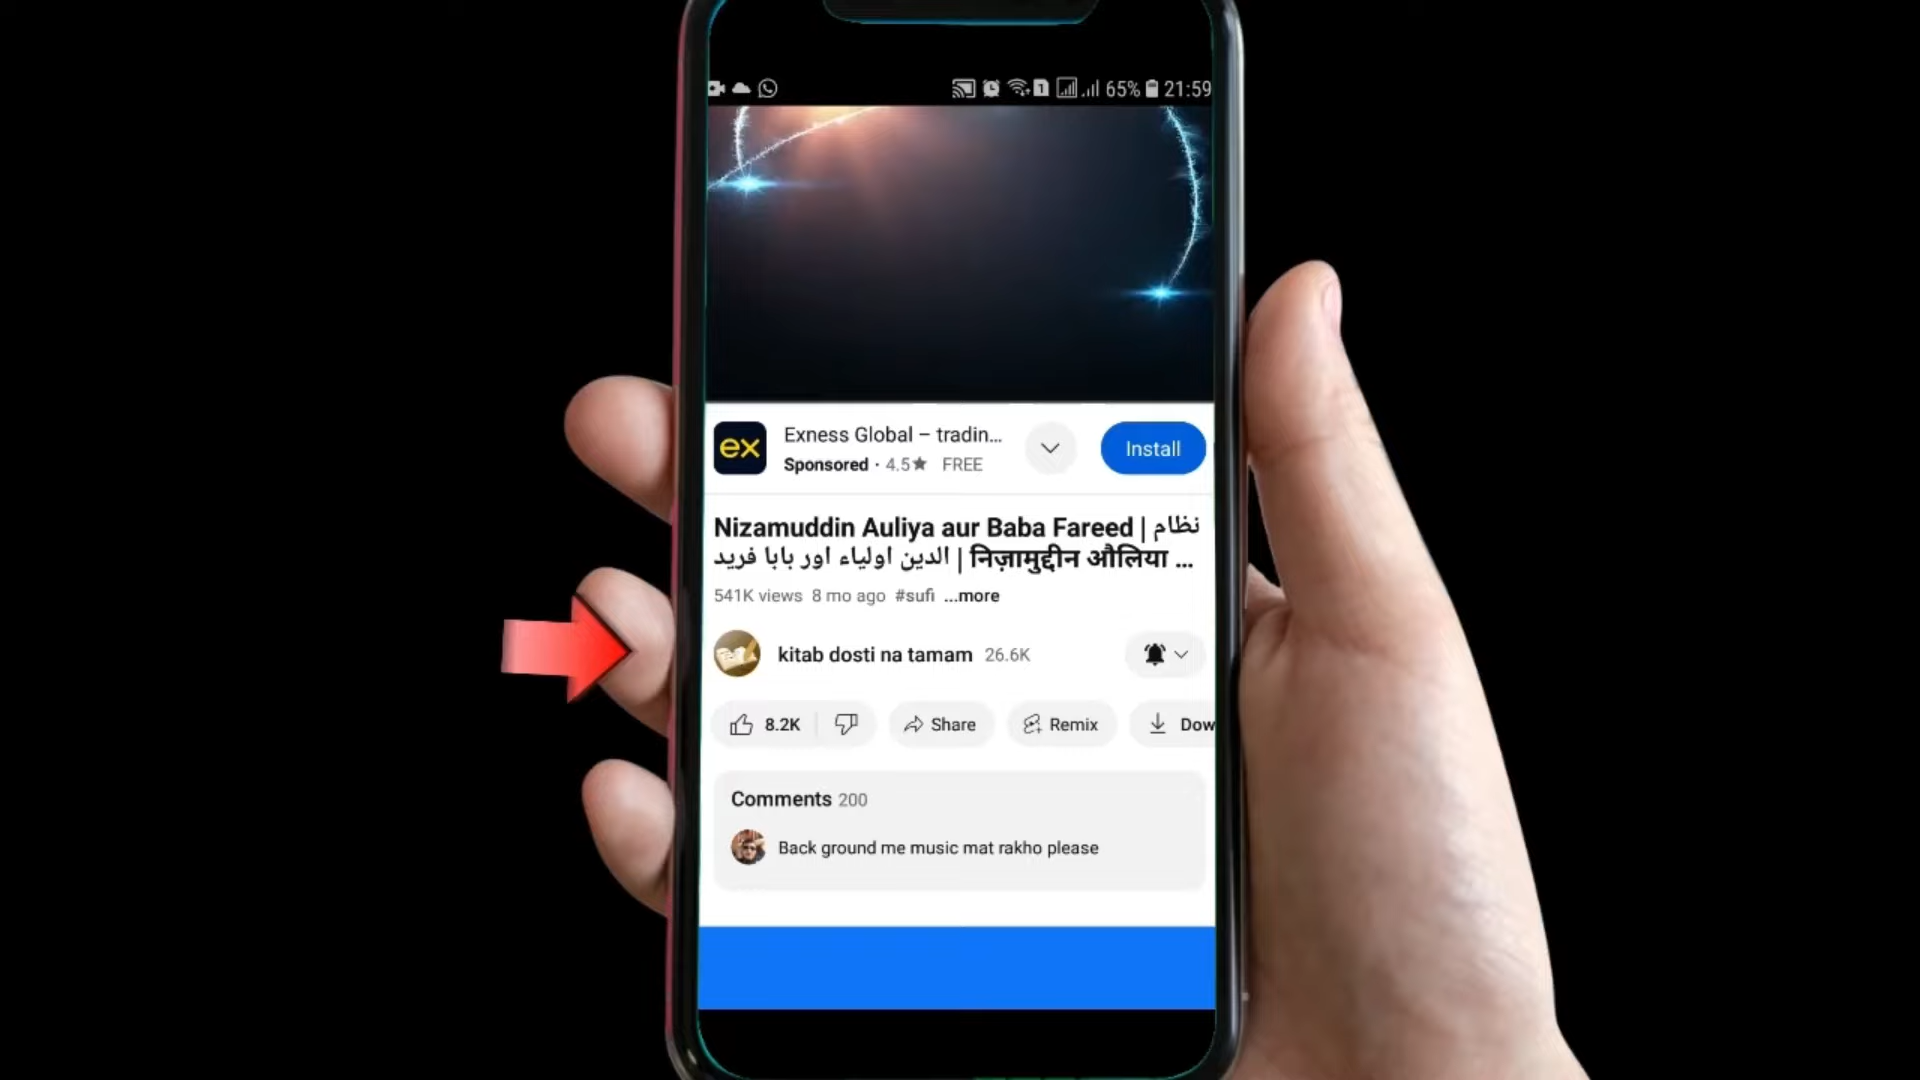 65% 21:59
ex
Exness Global – tradin...
Install
Sponsored · 4.5★ FREE
Nizamuddin Auliya aur Baba Fareed | نظام
الدین اولیاء اور بابا فرید | निज़ामुद्दीन औलिया ...
541K views 8 mo ago #sufi ...more
kitab dosti na tamam 26.6K
8.2K Share Remix Dow
Comments 200
Back ground me music mat rakho please